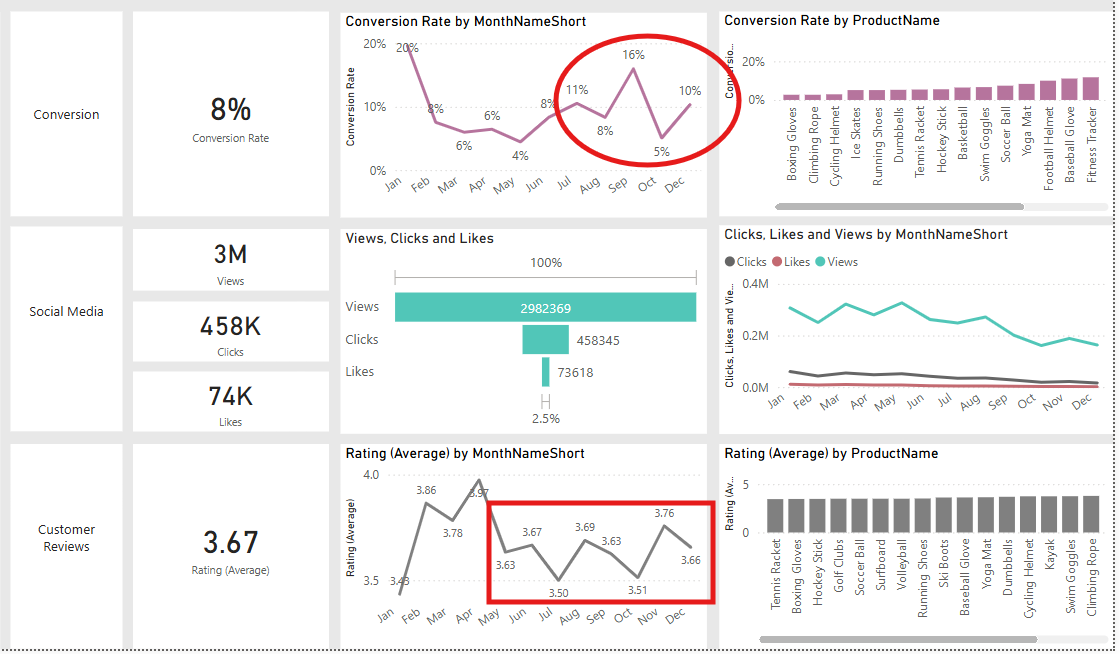 Conversion
8%
Conversion Rate
Conversion Rate by MonthNameShort
Conversion Rate
20%
10%
0%
20%
8%
6%
6%
4%
8%
11%
8%
16%
5%
10%
Jan
Feb
Mar
Apr
May
Jun
Jul
Aug
Sep
Oct
Dec
Conversion Rate by ProductName
20%
0%
Boxing Gloves
Climbing Rope
Cycling Helmet
Ice Skates
Running Shoes
Dumbbells
Tennis Racket
Hockey Stick
Basketball
Swim Goggles
Soccer Ball
Yoga Mat
Football Helmet
Baseball Glove
Fitness Tracker
Social Media
3M
Views
458K
Clicks
74K
Likes
Views, Clicks and Likes
100%
Views
2982369
Clicks
458345
Likes
73618
2.5%
Clicks, Likes and Views by MonthNameShort
Clicks Likes Views
Clicks, Likes and Vie...
0.4M
0.2M
0.0M
Jan
Feb
Mar
Apr
May
Jun
Jul
Aug
Sep
Oct
Nov
Dec
Customer
Reviews
3.67
Rating (Average)
Rating (Average) by MonthNameShort
Rating (Average)
4.0
3.5
3.43
3.86
3.78
3.97
3.63
3.67
3.50
3.69
3.63
3.51
3.76
3.66
Jan
Feb
Mar
Apr
May
Jun
Jul
Aug
Sep
Oct
Nov
Dec
Rating (Average) by ProductName
Rating (Av...
5
0
Tennis Racket
Boxing Gloves
Hockey Stick
Golf Clubs
Soccer Ball
Surfboard
Volleyball
Running Shoes
Ski Boots
Baseball Glove
Yoga Mat
Dumbbells
Cycling Helmet
Kayak
Swim Goggles
Climbing Rope